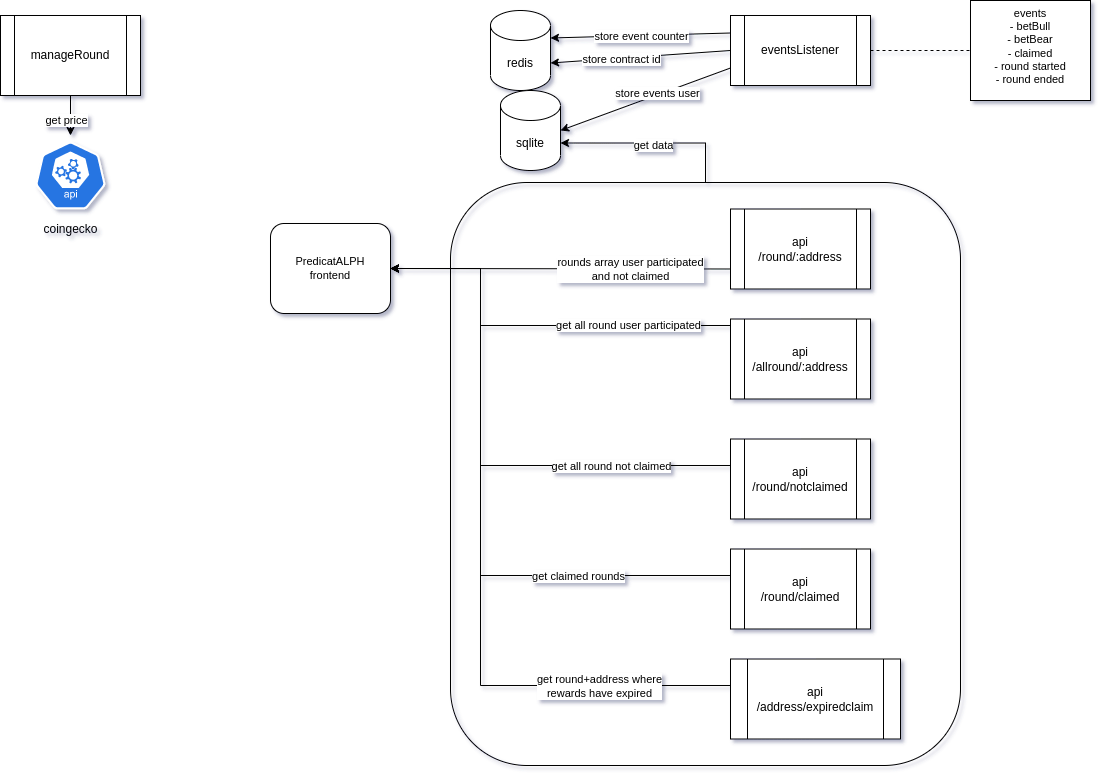 manageRound
get price
api
coingecko
redis
sqlite
store event counter
store contract id
store events user
get data
eventsListener
events
- betBull
- betBear
- claimed
- round started
- round ended
PredicatALPH
frontend
rounds array user participated
and not claimed
api
/round/:address
get all round user participated
api
/allround/:address
get all round not claimed
api
/round/notclaimed
get claimed rounds
api
/round/claimed
get round+address where
rewards have expired
api
/address/expiredclaim